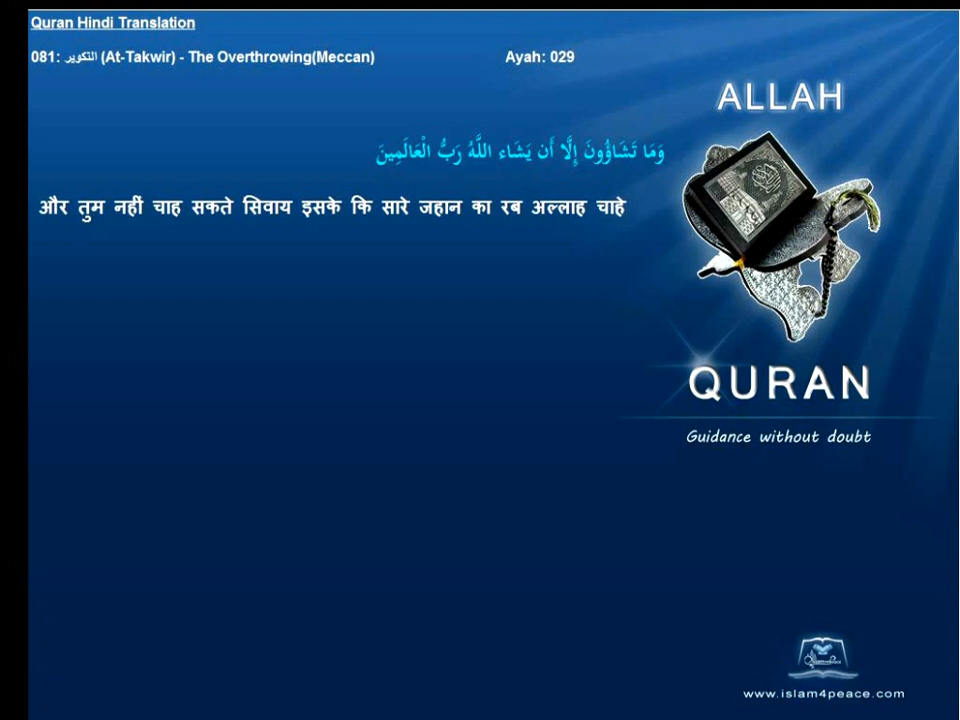 Quran Hindi Translation
081: التكوير (At-Takwir) - The Overthrowing(Meccan) Ayah: 029
ALLAH
وَمَا تَشَاؤُونَ إِلَّا أَن يَشَاء اللَّهُ رَبُّ الْعَالَمِينَ
और तुम नहीं चाह सकते सिवाय इसके कि सारे जहान का रब अल्लाह चाहे
QURAN
Guidance without doubt
www.islam4peace.com